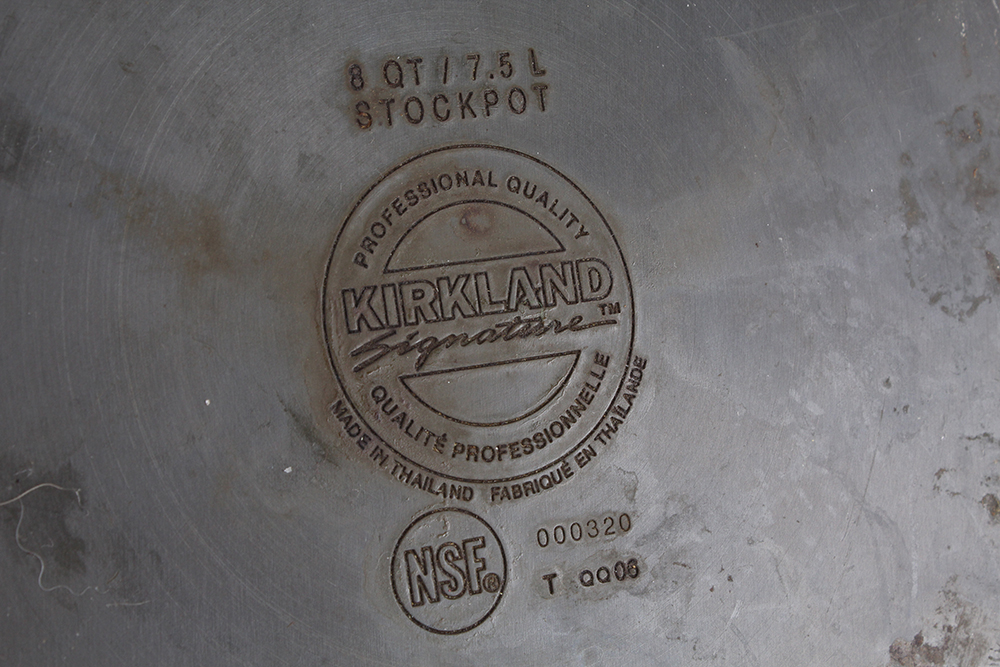 8 QT / 7.5 L
STOCKPOT
PROFESSIONAL QUALITY
KIRKLAND
Signature™
QUALITÉ PROFESSIONNELLE
MADE IN THAILAND FABRIQUÉ EN THAÏLANDE
NSF®
000320
T QQ06